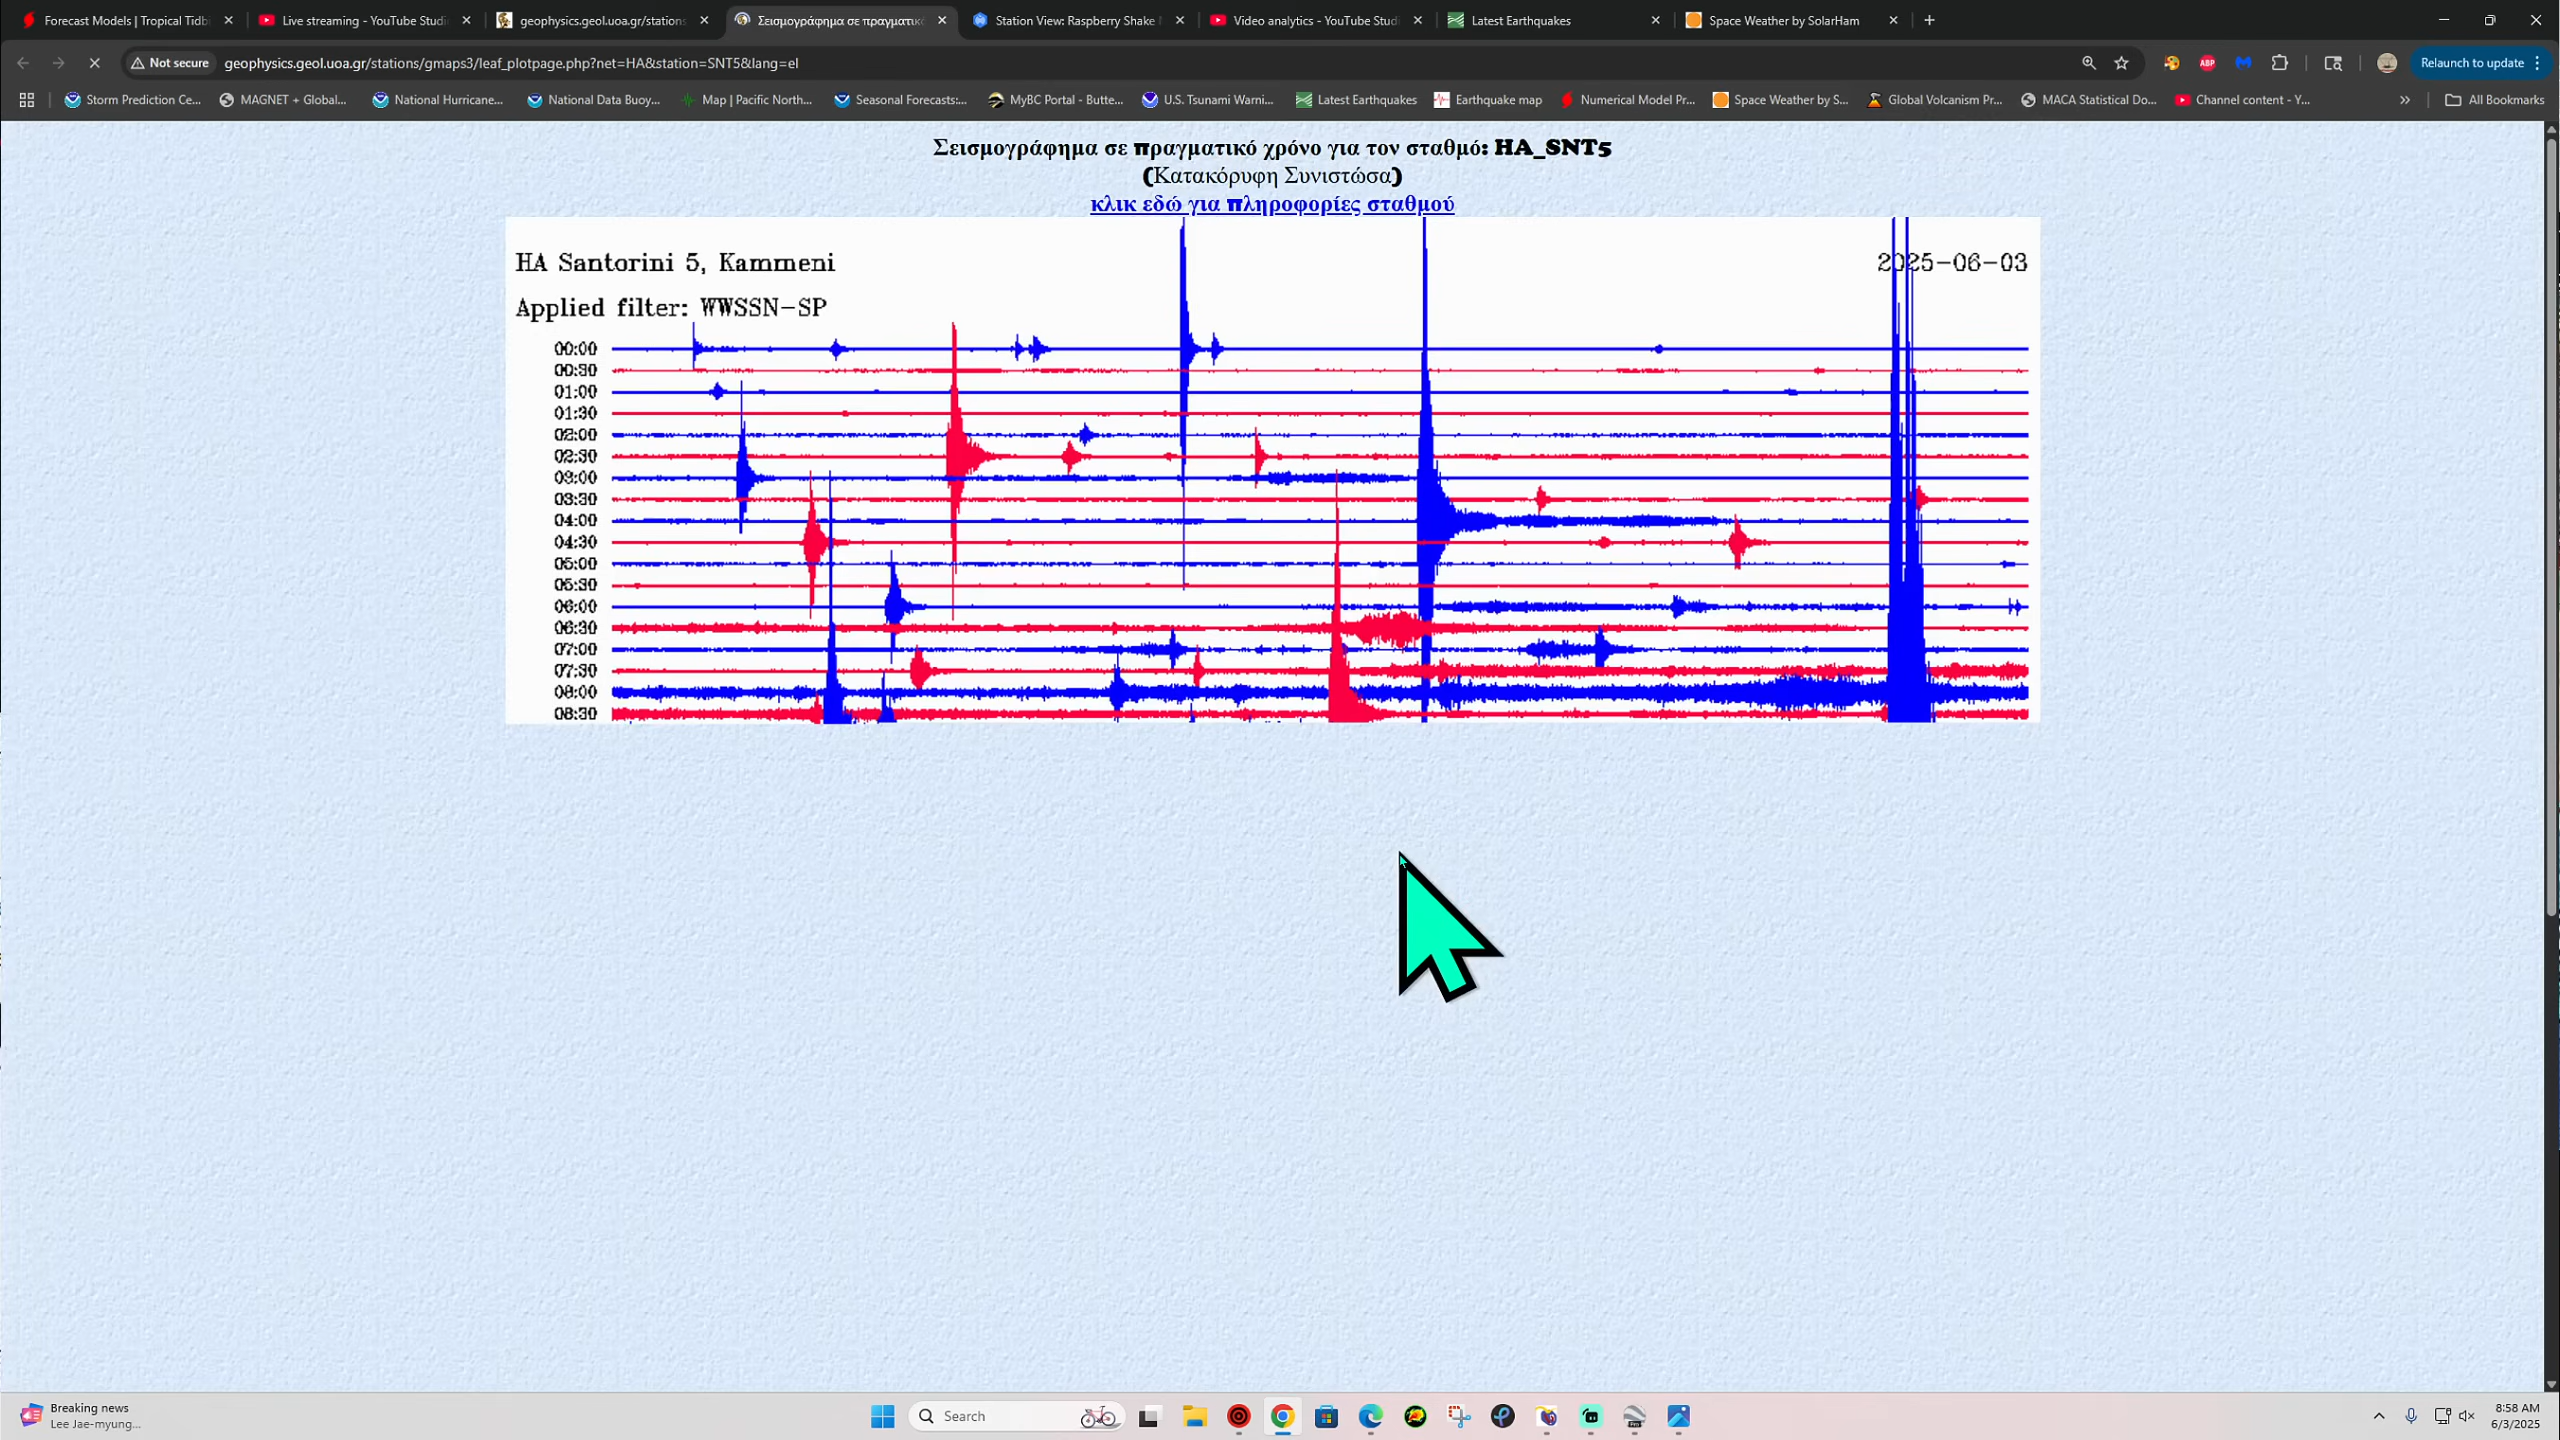 Forecast Models | Tropical Tidbi
Live streaming - YouTube Studi
geophysics.geol.uoa.gr/stations
Σεισμογράφημα σε πραγματικό
Station View: Raspberry Shake
Video analytics - YouTube Studi
Latest Earthquakes
Space Weather by SolarHam
Not secure
geophysics.geol.uoa.gr/stations/gmaps3/leaf_plotpage.php?net=HA&station=SNT5&lang=el
ABP
Relaunch to update
Storm Prediction Ce...
MAGNET + Global...
National Hurricane...
National Data Buoy...
Map | Pacific North...
Seasonal Forecasts:...
MyBC Portal - Butte...
U.S. Tsunami Warni...
Latest Earthquakes
Earthquake map
Numerical Model Pr...
Space Weather by S...
Global Volcanism Pr...
MACA Statistical Do...
Channel content - Y...
All Bookmarks
Σεισμογράφημα σε πραγματικό χρόνο για τον σταθμό: HA_SNT5
(Κατακόρυφη Συνιστώσα)
κλικ εδώ για πληροφορίες σταθμού
HA Santorini 5, Kammeni
2025-06-03
Applied filter: WWSSN-SP
00:00
00:30
01:00
01:30
02:00
02:30
03:00
03:30
04:00
04:30
05:00
05:30
06:00
06:30
07:00
07:30
08:00
08:30
Breaking news
Lee Jae-myung...
Search
8:58 AM
6/3/2025